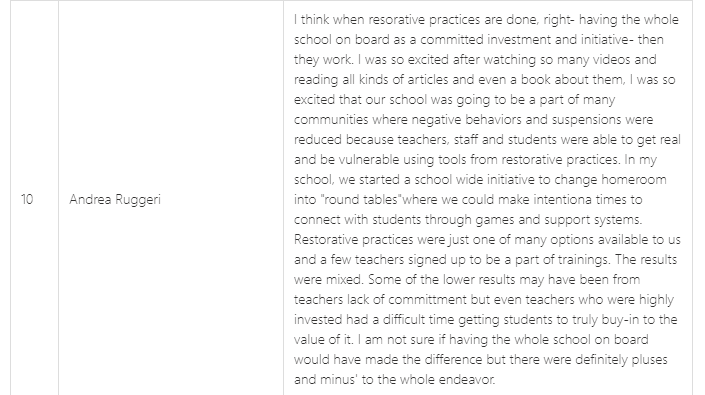 I think when resorative practices are done, right- having the whole
school on board as a committed investment and initiative- then
they work. I was so excited after watching so many videos and
reading all kinds of articles and even a book about them, I was so
excited that our school was going to be a part of many
communities where negative behaviors and suspensions were
reduced because teachers, staff and students were able to get real
and be vulnerable using tools from restorative practices. In my
school, we started a school wide initiative to change homeroom
10 Andrea Ruggeri into "round tables"where we could make intentiona times to
connect with students through games and support systems.
Restorative practices were just one of many options available to us
and a few teachers signed up to be a part of trainings. The results
were mixed. Some of the lower results may have been from
teachers lack of committment but even teachers who were highly
invested had a difficult time getting students to truly buy-in to the
value of it. I am not sure if having the whole school on board
would have made the difference but there were definitely pluses
and minus' to the whole endeavor.